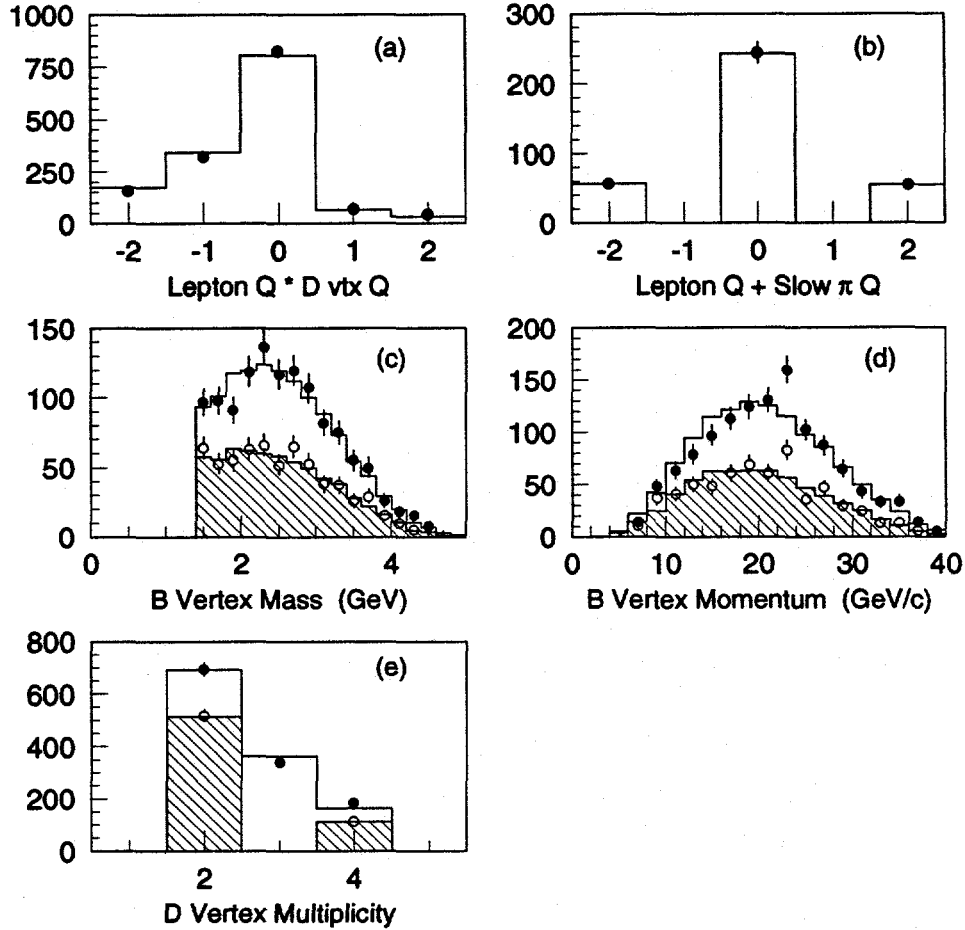 1000
750
500
250
0
(a)
-2 -1 0 1 2
Lepton Q * D vtx Q
300
200
100
0
(b)
-2 -1 0 1 2
Lepton Q + Slow π Q
150
100
50
0
(c)
0 2 4
B Vertex Mass (GeV)
200
150
100
50
0
(d)
0 10 20 30 40
B Vertex Momentum (GeV/c)
800
600
400
200
0
(e)
2 4
D Vertex Multiplicity